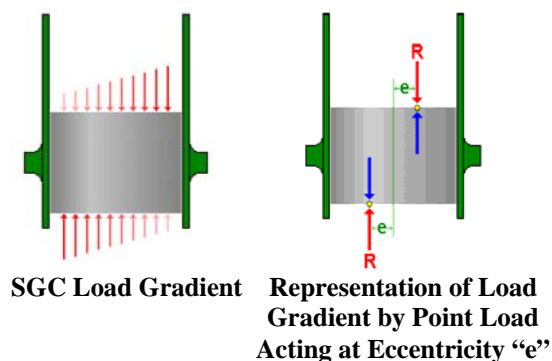 R
e
e
R
SGC Load Gradient
Representation of Load
Gradient by Point Load
Acting at Eccentricity “e”